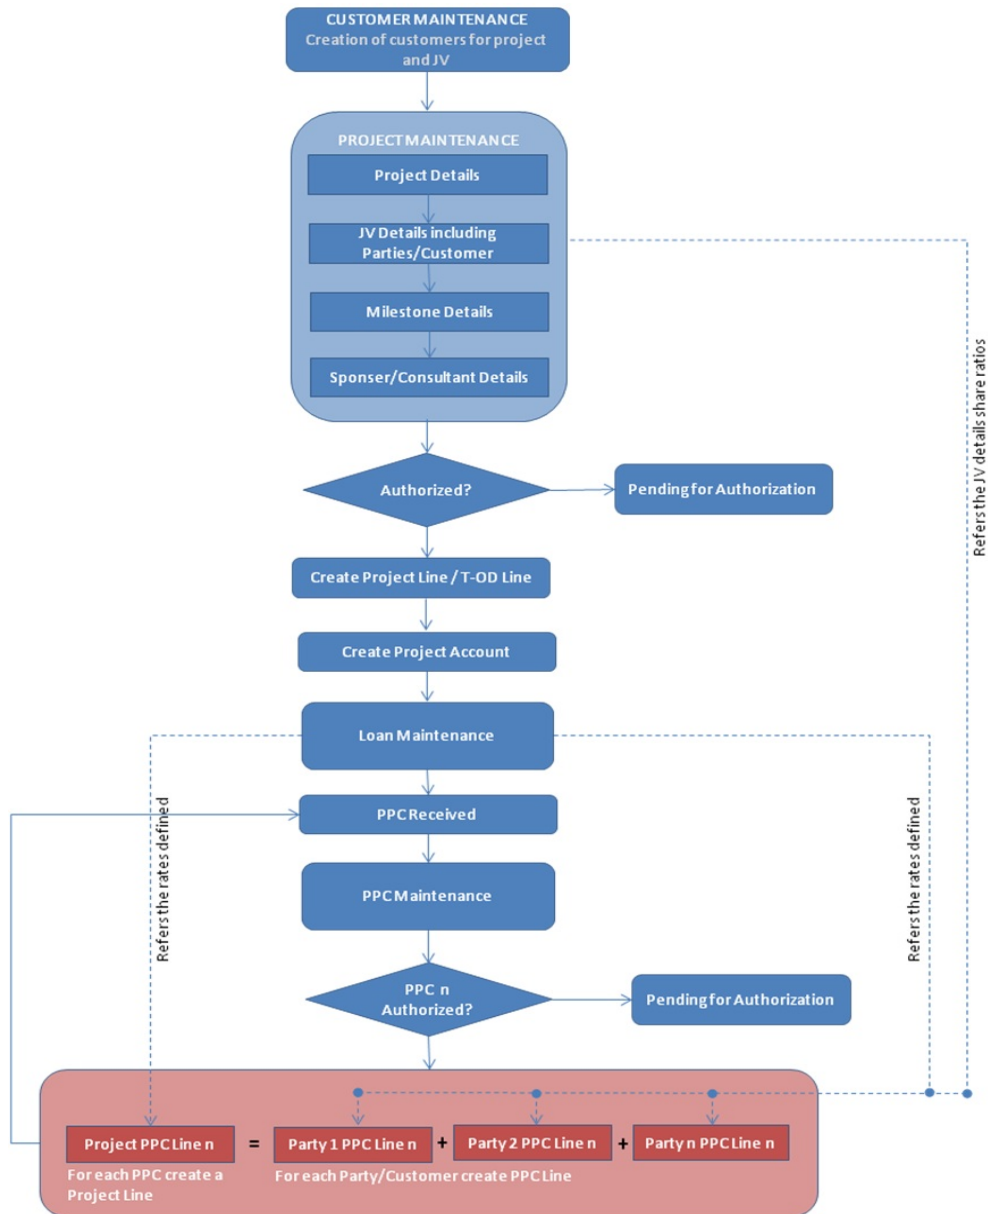 CUSTOMER MAINTENANCE
Creation of customers for project
and JV
PROJECT MAINTENANCE
Project Details
JV Details including
Parties/Customer
Milestone Details
Sponser/Consultant Details
Authorized?
Pending for Authorization
Refers the JV details share ratios
Create Project Line / T-OD Line
Create Project Account
Loan Maintenance
PPC Received
Refers the rates defined
Refers the rates defined
PPC Maintenance
PPC n
Authorized?
Pending for Authorization
Project PPC Line n = Party 1 PPC Line n + Party 2 PPC Line n + Party n PPC Line n
For each PPC create a
Project Line
For each Party/Customer create PPC Line